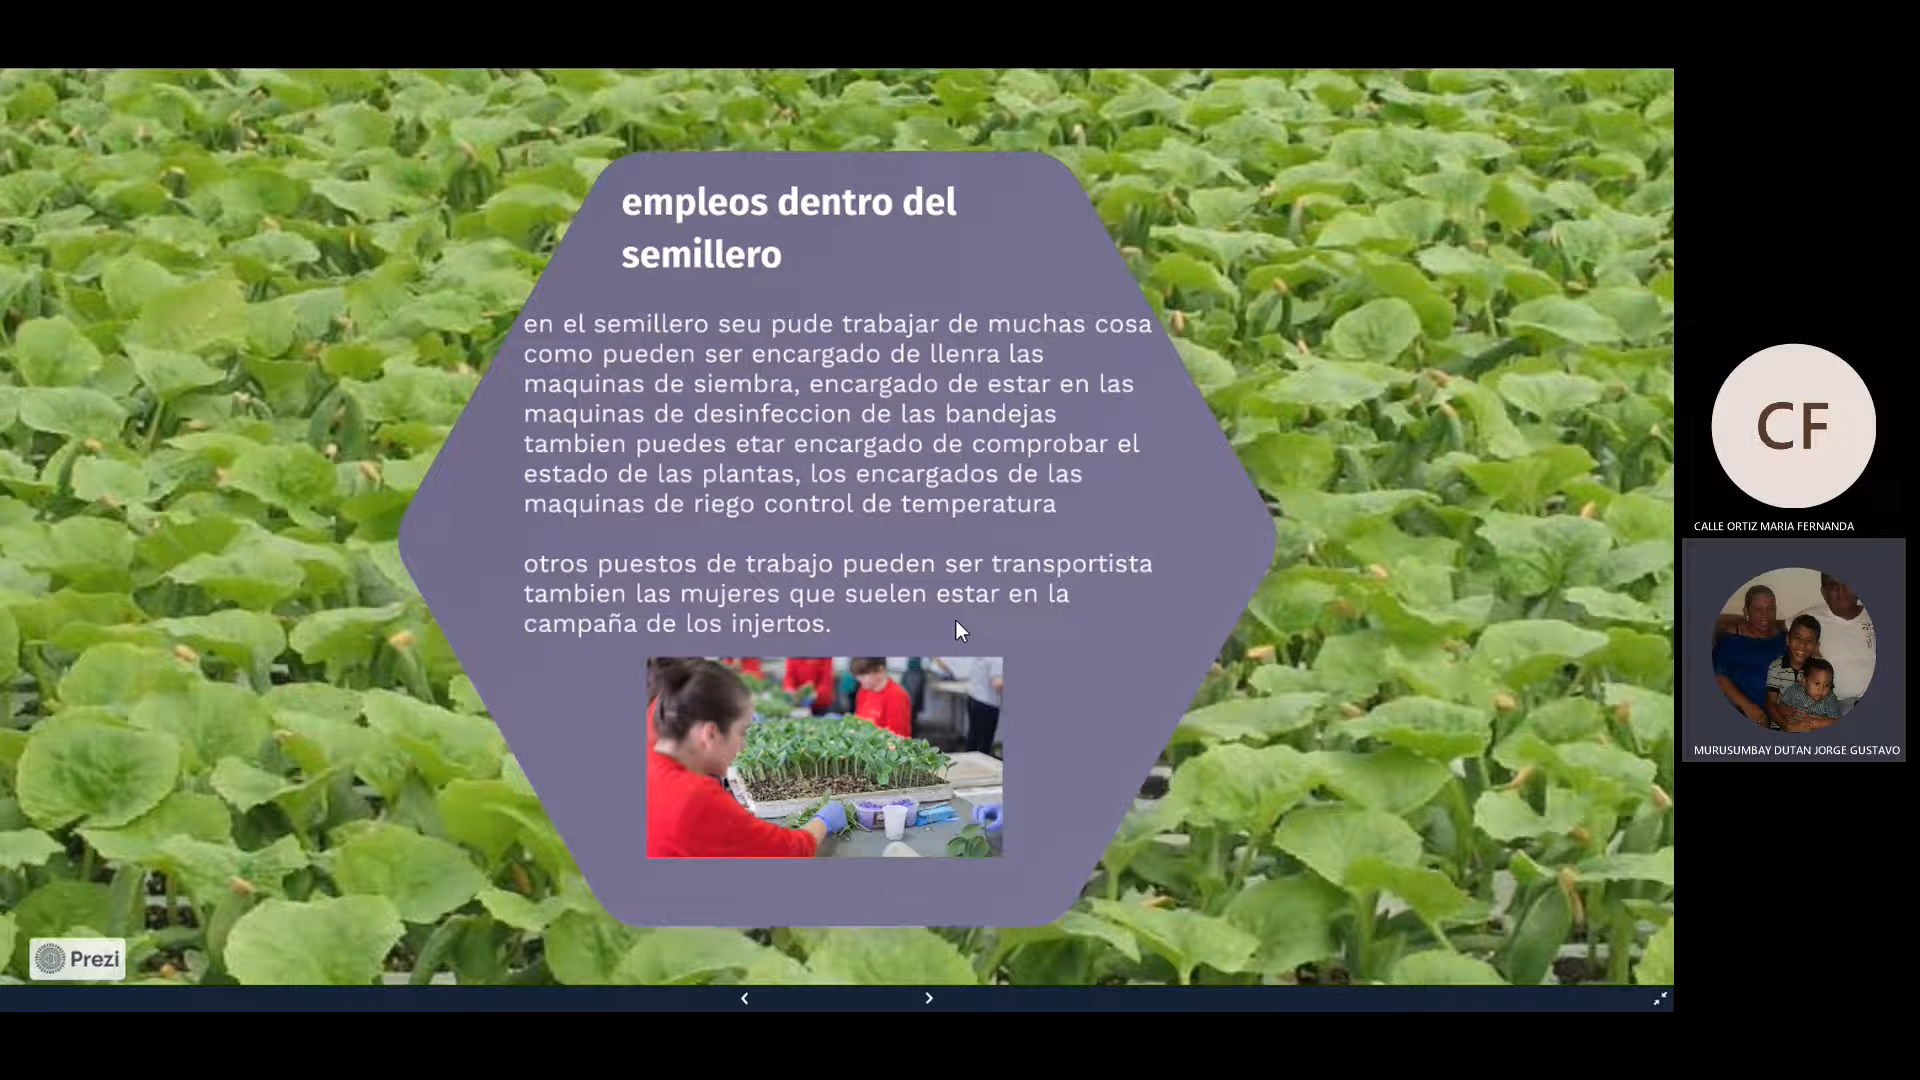 empleos dentro del
semillero
en el semillero seu pude trabajar de muchas cosa
como pueden ser encargado de llenra las
maquinas de siembra, encargado de estar en las
maquinas de desinfeccion de las bandejas
tambien puedes etar encargado de comprobar el
estado de las plantas, los encargados de las
maquinas de riego control de temperatura
otros puestos de trabajo pueden ser transportista
tambien las mujeres que suelen estar en la
campaña de los injertos.
Prezi
CF
CALLE ORTIZ MARIA FERNANDA
MURUSUMBAY DUTAN JORGE GUSTAVO